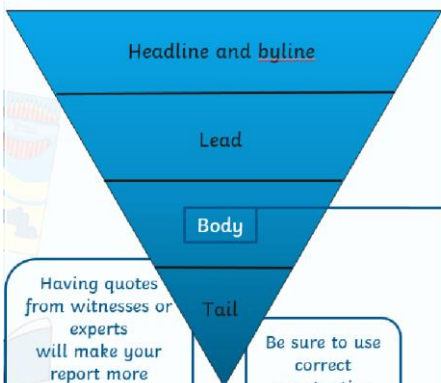 Headline and byline
Lead
Body
Tail
Having quotes
from witnesses or
experts
will make your
report more
Be sure to use
correct